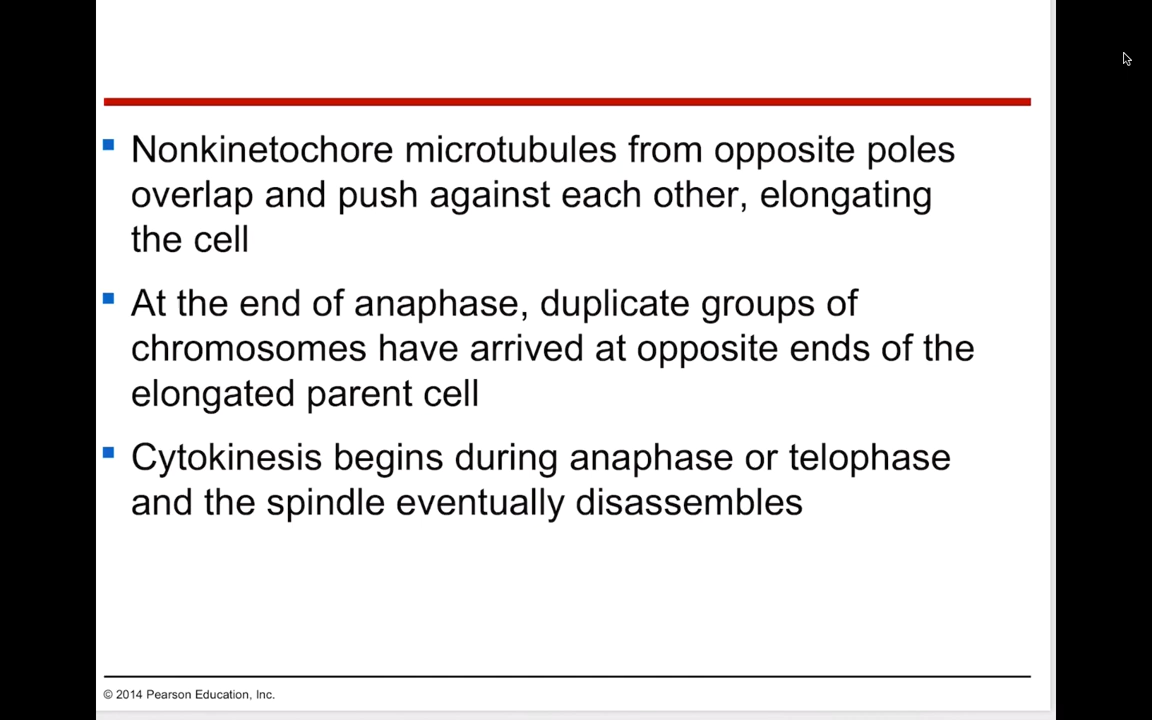 Nonkinetochore microtubules from opposite poles
overlap and push against each other, elongating
the cell
At the end of anaphase, duplicate groups of
chromosomes have arrived at opposite ends of the
elongated parent cell
Cytokinesis begins during anaphase or telophase
and the spindle eventually disassembles
© 2014 Pearson Education, Inc.